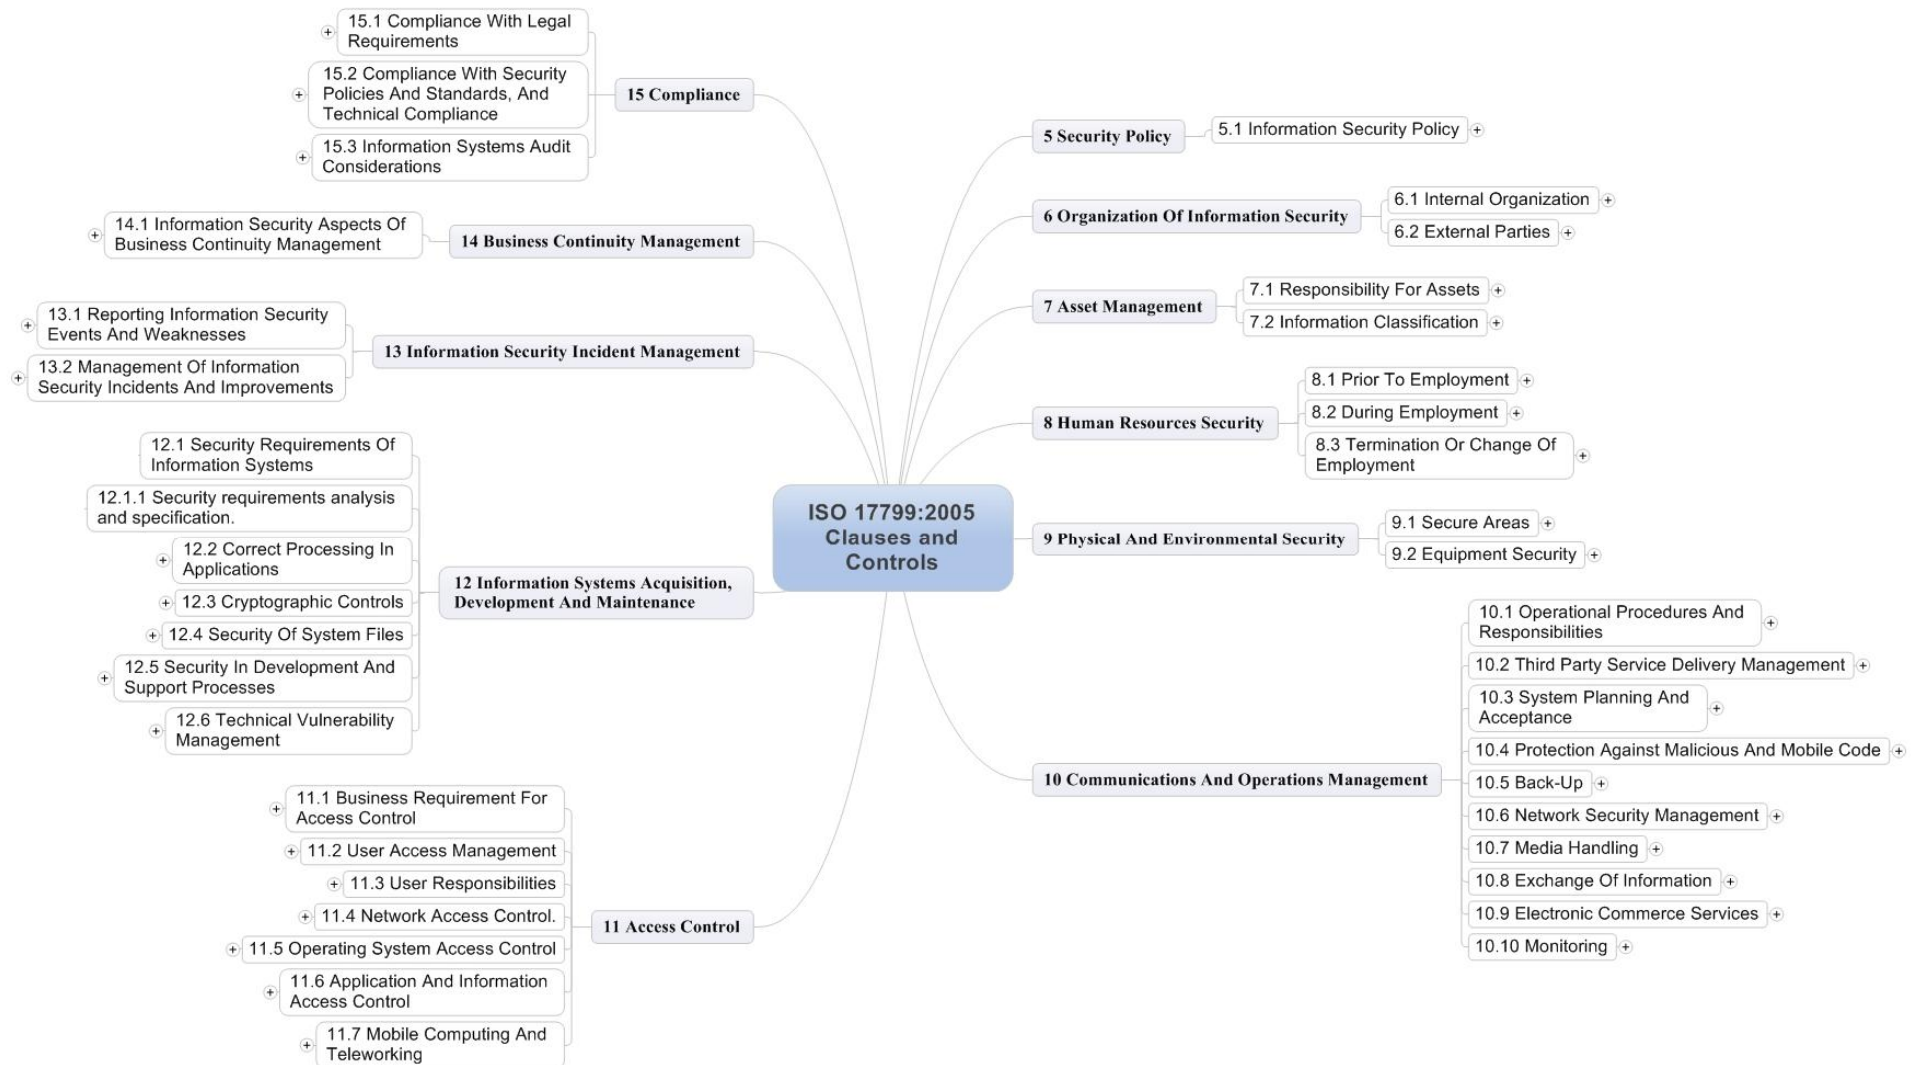 ISO 17799:2005
Clauses and
Controls
5 Security Policy
5.1 Information Security Policy
6 Organization Of Information Security
6.1 Internal Organization
6.2 External Parties
7 Asset Management
7.1 Responsibility For Assets
7.2 Information Classification
8 Human Resources Security
8.1 Prior To Employment
8.2 During Employment
8.3 Termination Or Change Of
Employment
9 Physical And Environmental Security
9.1 Secure Areas
9.2 Equipment Security
10 Communications And Operations Management
10.1 Operational Procedures And
Responsibilities
10.2 Third Party Service Delivery Management
10.3 System Planning And
Acceptance
10.4 Protection Against Malicious And Mobile Code
10.5 Back-Up
10.6 Network Security Management
10.7 Media Handling
10.8 Exchange Of Information
10.9 Electronic Commerce Services
10.10 Monitoring
11 Access Control
11.1 Business Requirement For
Access Control
11.2 User Access Management
11.3 User Responsibilities
11.4 Network Access Control.
11.5 Operating System Access Control
11.6 Application And Information
Access Control
11.7 Mobile Computing And
Teleworking
12 Information Systems Acquisition,
Development And Maintenance
12.1 Security Requirements Of
Information Systems
12.1.1 Security requirements analysis
and specification.
12.2 Correct Processing In
Applications
12.3 Cryptographic Controls
12.4 Security Of System Files
12.5 Security In Development And
Support Processes
12.6 Technical Vulnerability
Management
13 Information Security Incident Management
13.1 Reporting Information Security
Events And Weaknesses
13.2 Management Of Information
Security Incidents And Improvements
14 Business Continuity Management
14.1 Information Security Aspects Of
Business Continuity Management
15 Compliance
15.1 Compliance With Legal
Requirements
15.2 Compliance With Security
Policies And Standards, And
Technical Compliance
15.3 Information Systems Audit
Considerations